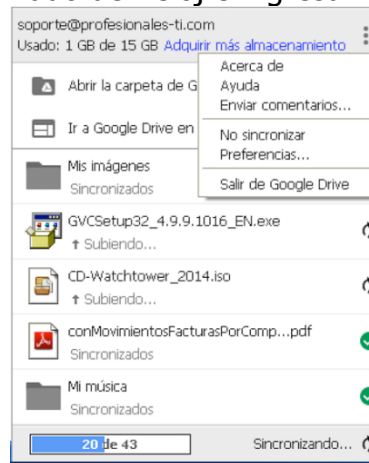 soporte@profesionales-ti.com
Usado: 1 GB de 15 GB Adquirir más almacenamiento
Acerca de
Ayuda
Enviar comentarios...
No sincronizar
Preferencias...
Salir de Google Drive
Abrir la carpeta de G
Ir a Google Drive en
Mis imágenes
Sincronizados
GVCSetup32_4.9.9.1016_EN.exe
↑ Subiendo...
CD-Watchtower_2014.iso
↑ Subiendo...
conMovimientosFacturasPorComp...pdf
Sincronizados
Mi música
Sincronizados
20 de 43 Sincronizando...